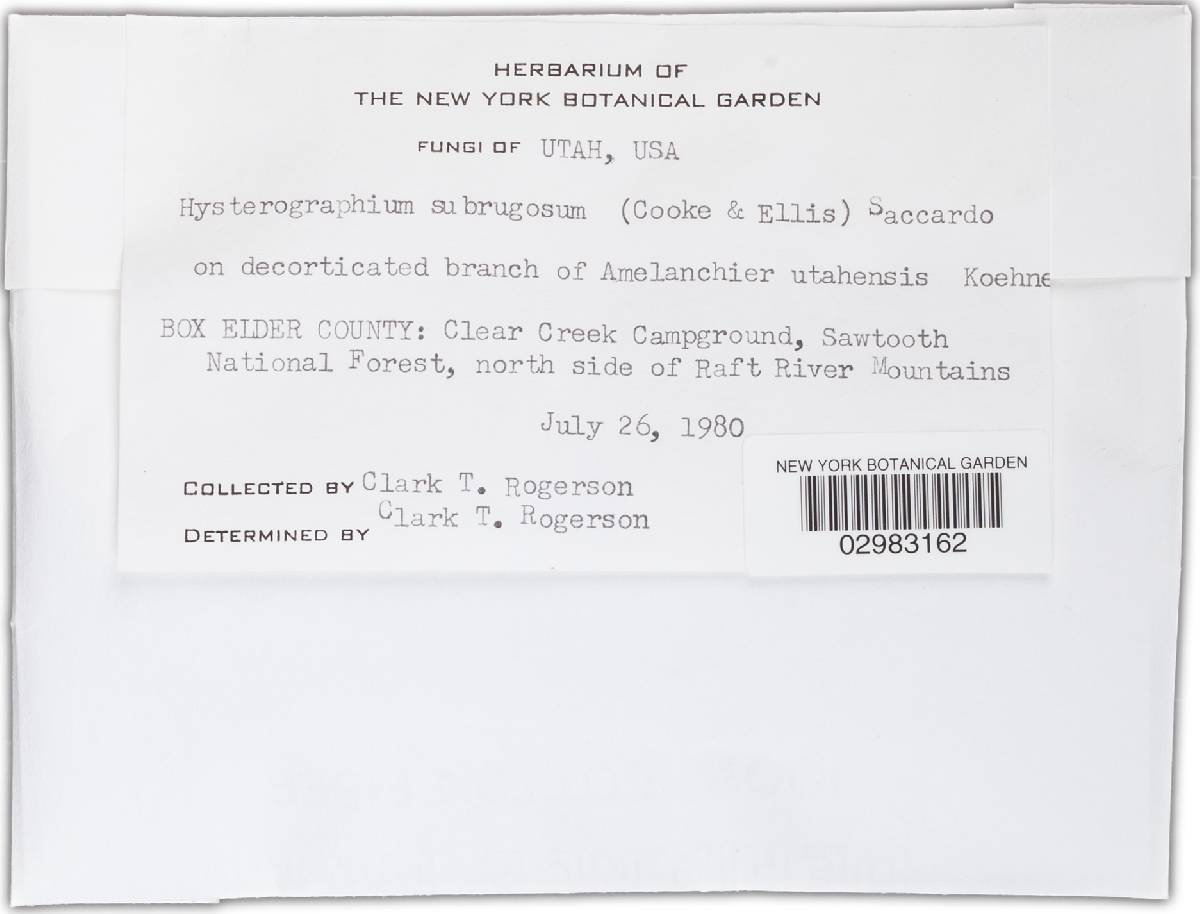 HERBARIUM OF
THE NEW YORK BOTANICAL GARDEN
FUNGI OF UTAH, USA
Hysterographium subrugosum (Cooke & Ellis) Saccardo
on decorticated branch of Amelanchier utahensis Koehne
BOX ELDER COUNTY: Clear Creek Campground, Sawtooth
National Forest, north side of Raft River Mountains
July 26, 1980
COLLECTED BY Clark T. Rogerson
DETERMINED BY Clark T. Rogerson
NEW YORK BOTANICAL GARDEN
02983162